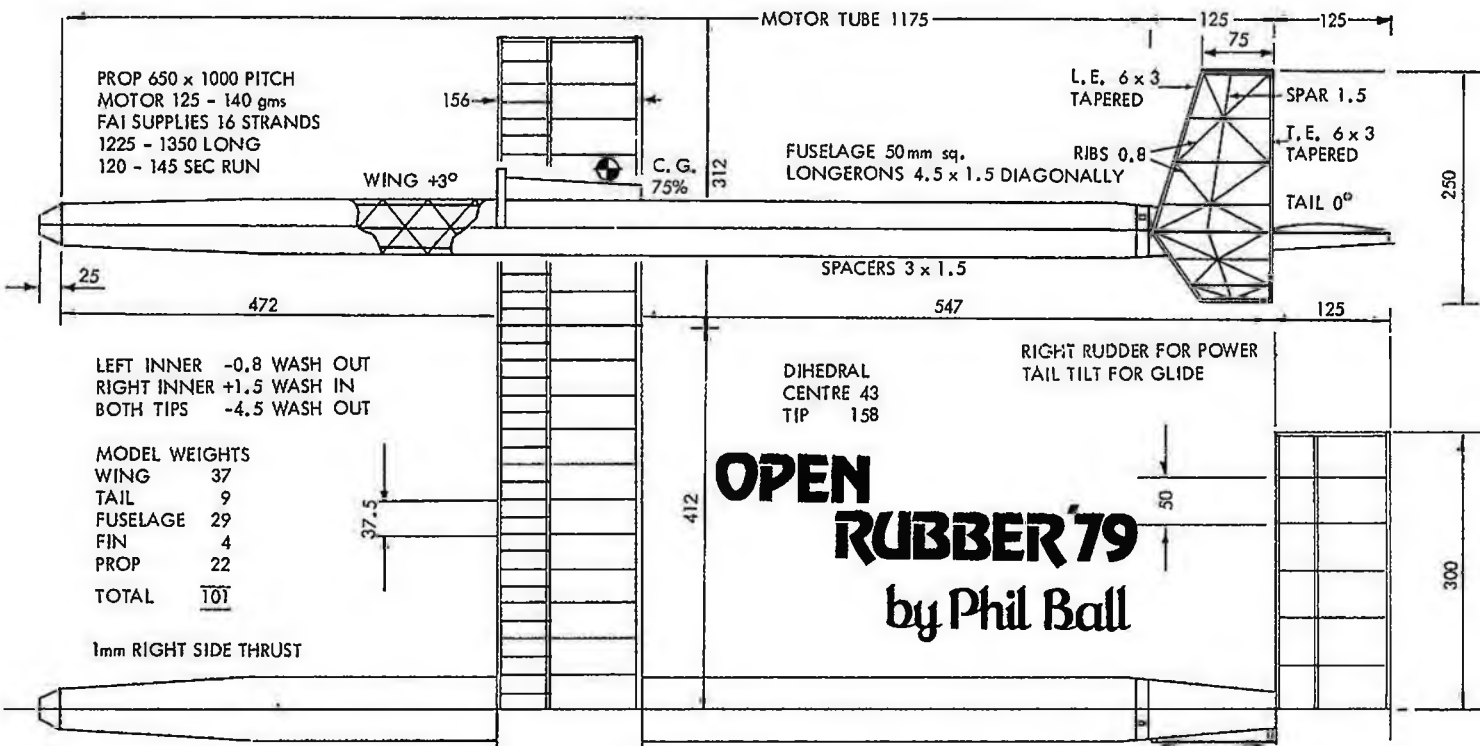 MOTOR TUBE 1175
125
125
75
PROP 650 x 1000 PITCH
MOTOR 125 - 140 gms
FAI SUPPLIES 16 STRANDS
1225 - 1350 LONG
120 - 145 SEC RUN
156
WING +3º
C. G.
75%
312
FUSELAGE 50mm sq.
LONGERONS 4.5 x 1.5 DIAGONALLY
L.E. 6 x 3
TAPERED
SPAR 1.5
RIBS 0.8
T.E. 6 x 3
TAPERED
TAIL 0º
250
SPACERS 3 x 1.5
25
472
547
125
LEFT INNER -0.8 WASH OUT
RIGHT INNER +1.5 WASH IN
BOTH TIPS -4.5 WASH OUT
DIHEDRAL
CENTRE 43
TIP 158
RIGHT RUDDER FOR POWER
TAIL TILT FOR GLIDE
MODEL WEIGHTS
WING 37
TAIL 9
FUSELAGE 29
FIN 4
PROP 22
TOTAL 101
37.5
412
50
300
OPEN
RUBBER '79
by Phil Ball
1mm RIGHT SIDE THRUST